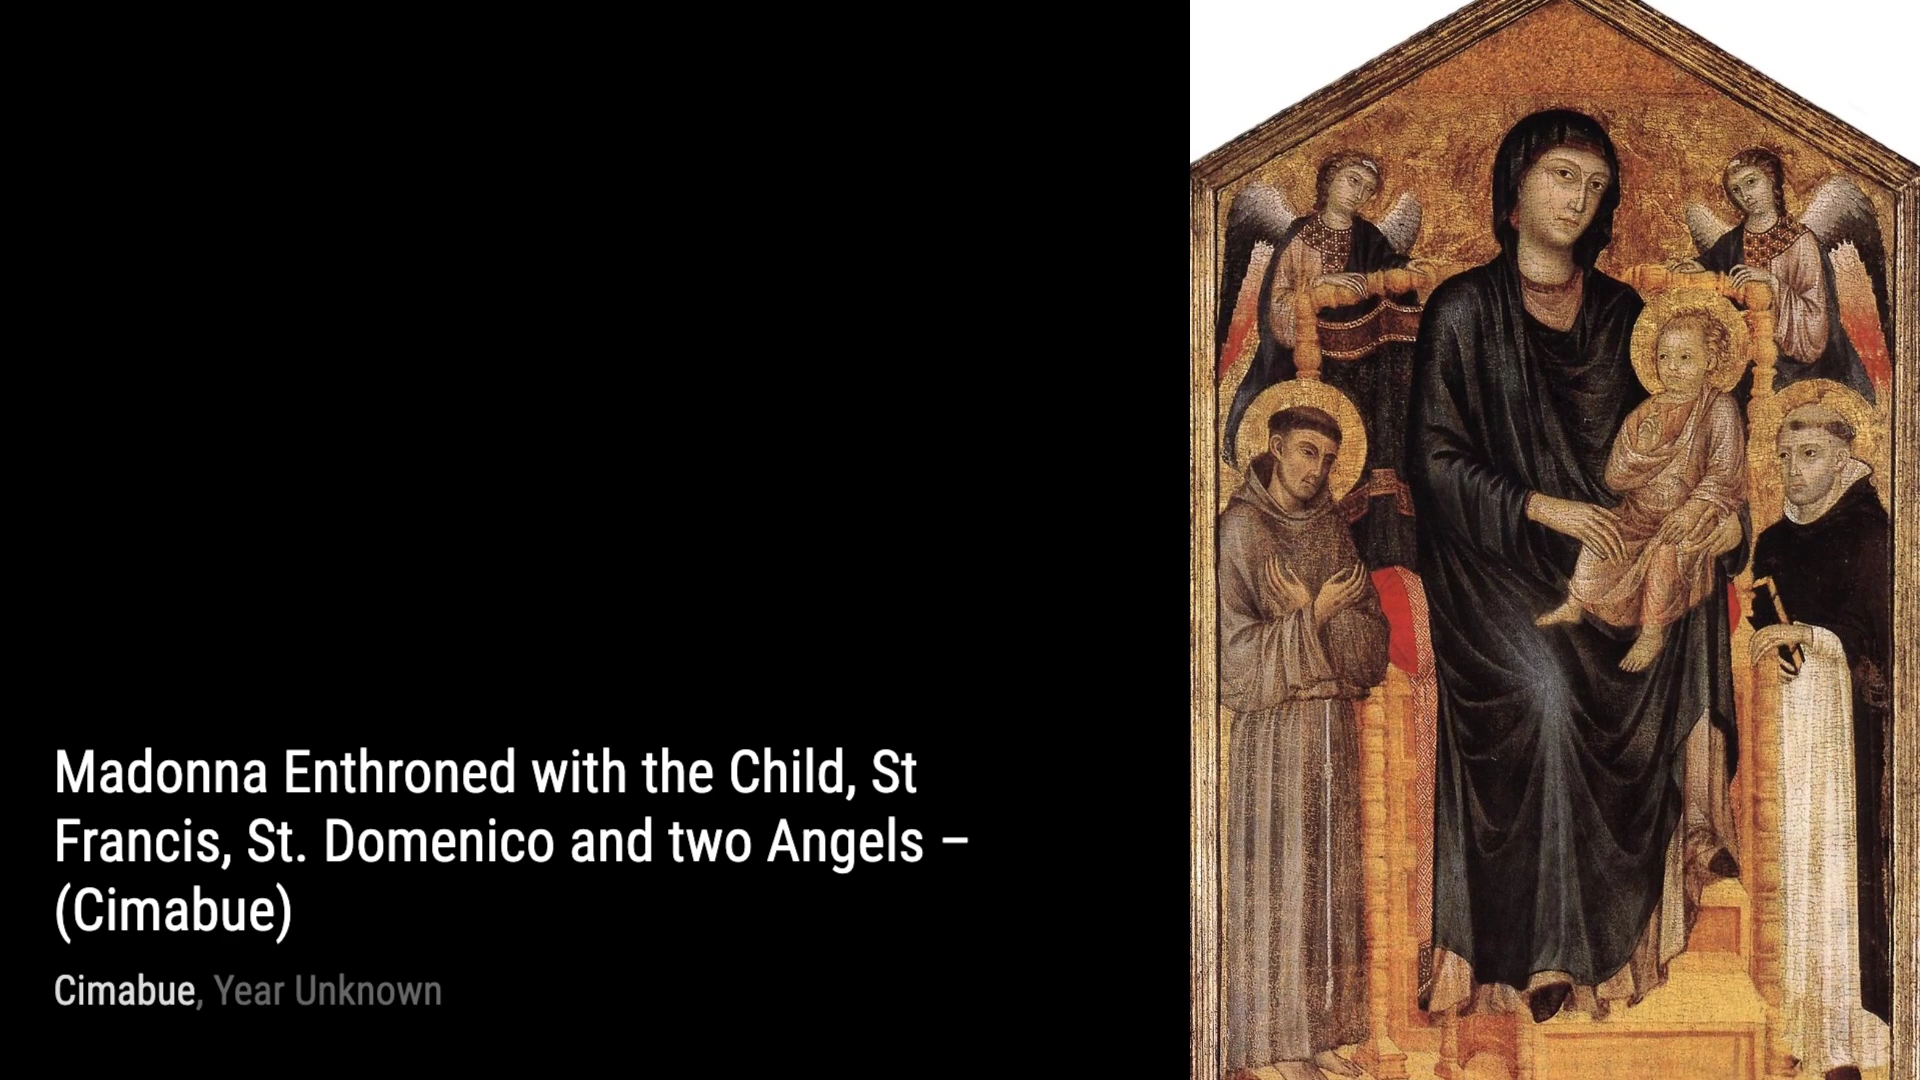 Madonna Enthroned with the Child, St
Francis, St. Domenico and two Angels –
(Cimabue)
Cimabue, Year Unknown